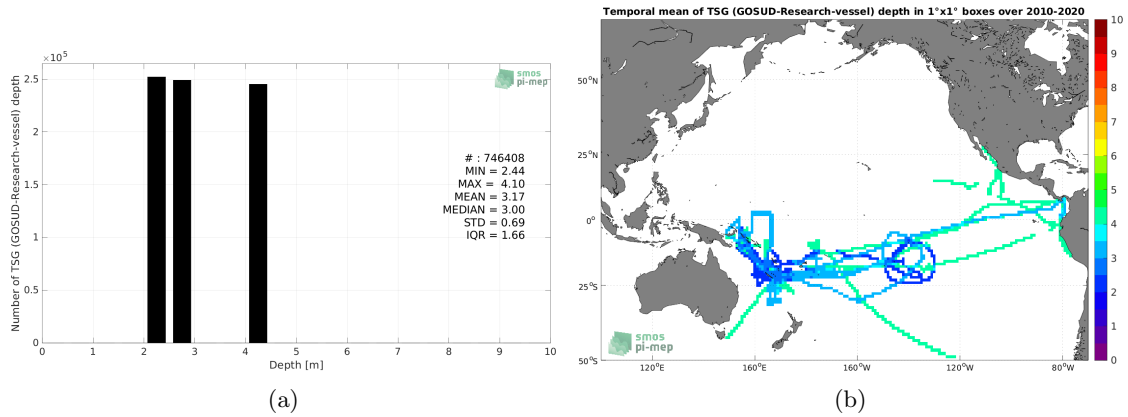 ×10⁵
2.5
2
1.5
1
0.5
0
Number of TSG (GOSUD-Research-vessel) depth
smos
pi-mep
# : 746408
MIN = 2.44
MAX = 4.10
MEAN = 3.17
MEDIAN = 3.00
STD = 0.69
IQR = 1.66
0 1 2 3 4 5 6 7 8 9 10
Depth [m]
(a)
Temporal mean of TSG (GOSUD-Research-vessel) depth in 1°x1° boxes over 2010-2020
50°N
25°N
0°
25°S
50°S
120°E 160°E 160°W 120°W 80°W
smos
pi-mep
10
9
8
7
6
5
4
3
2
1
0
(b)